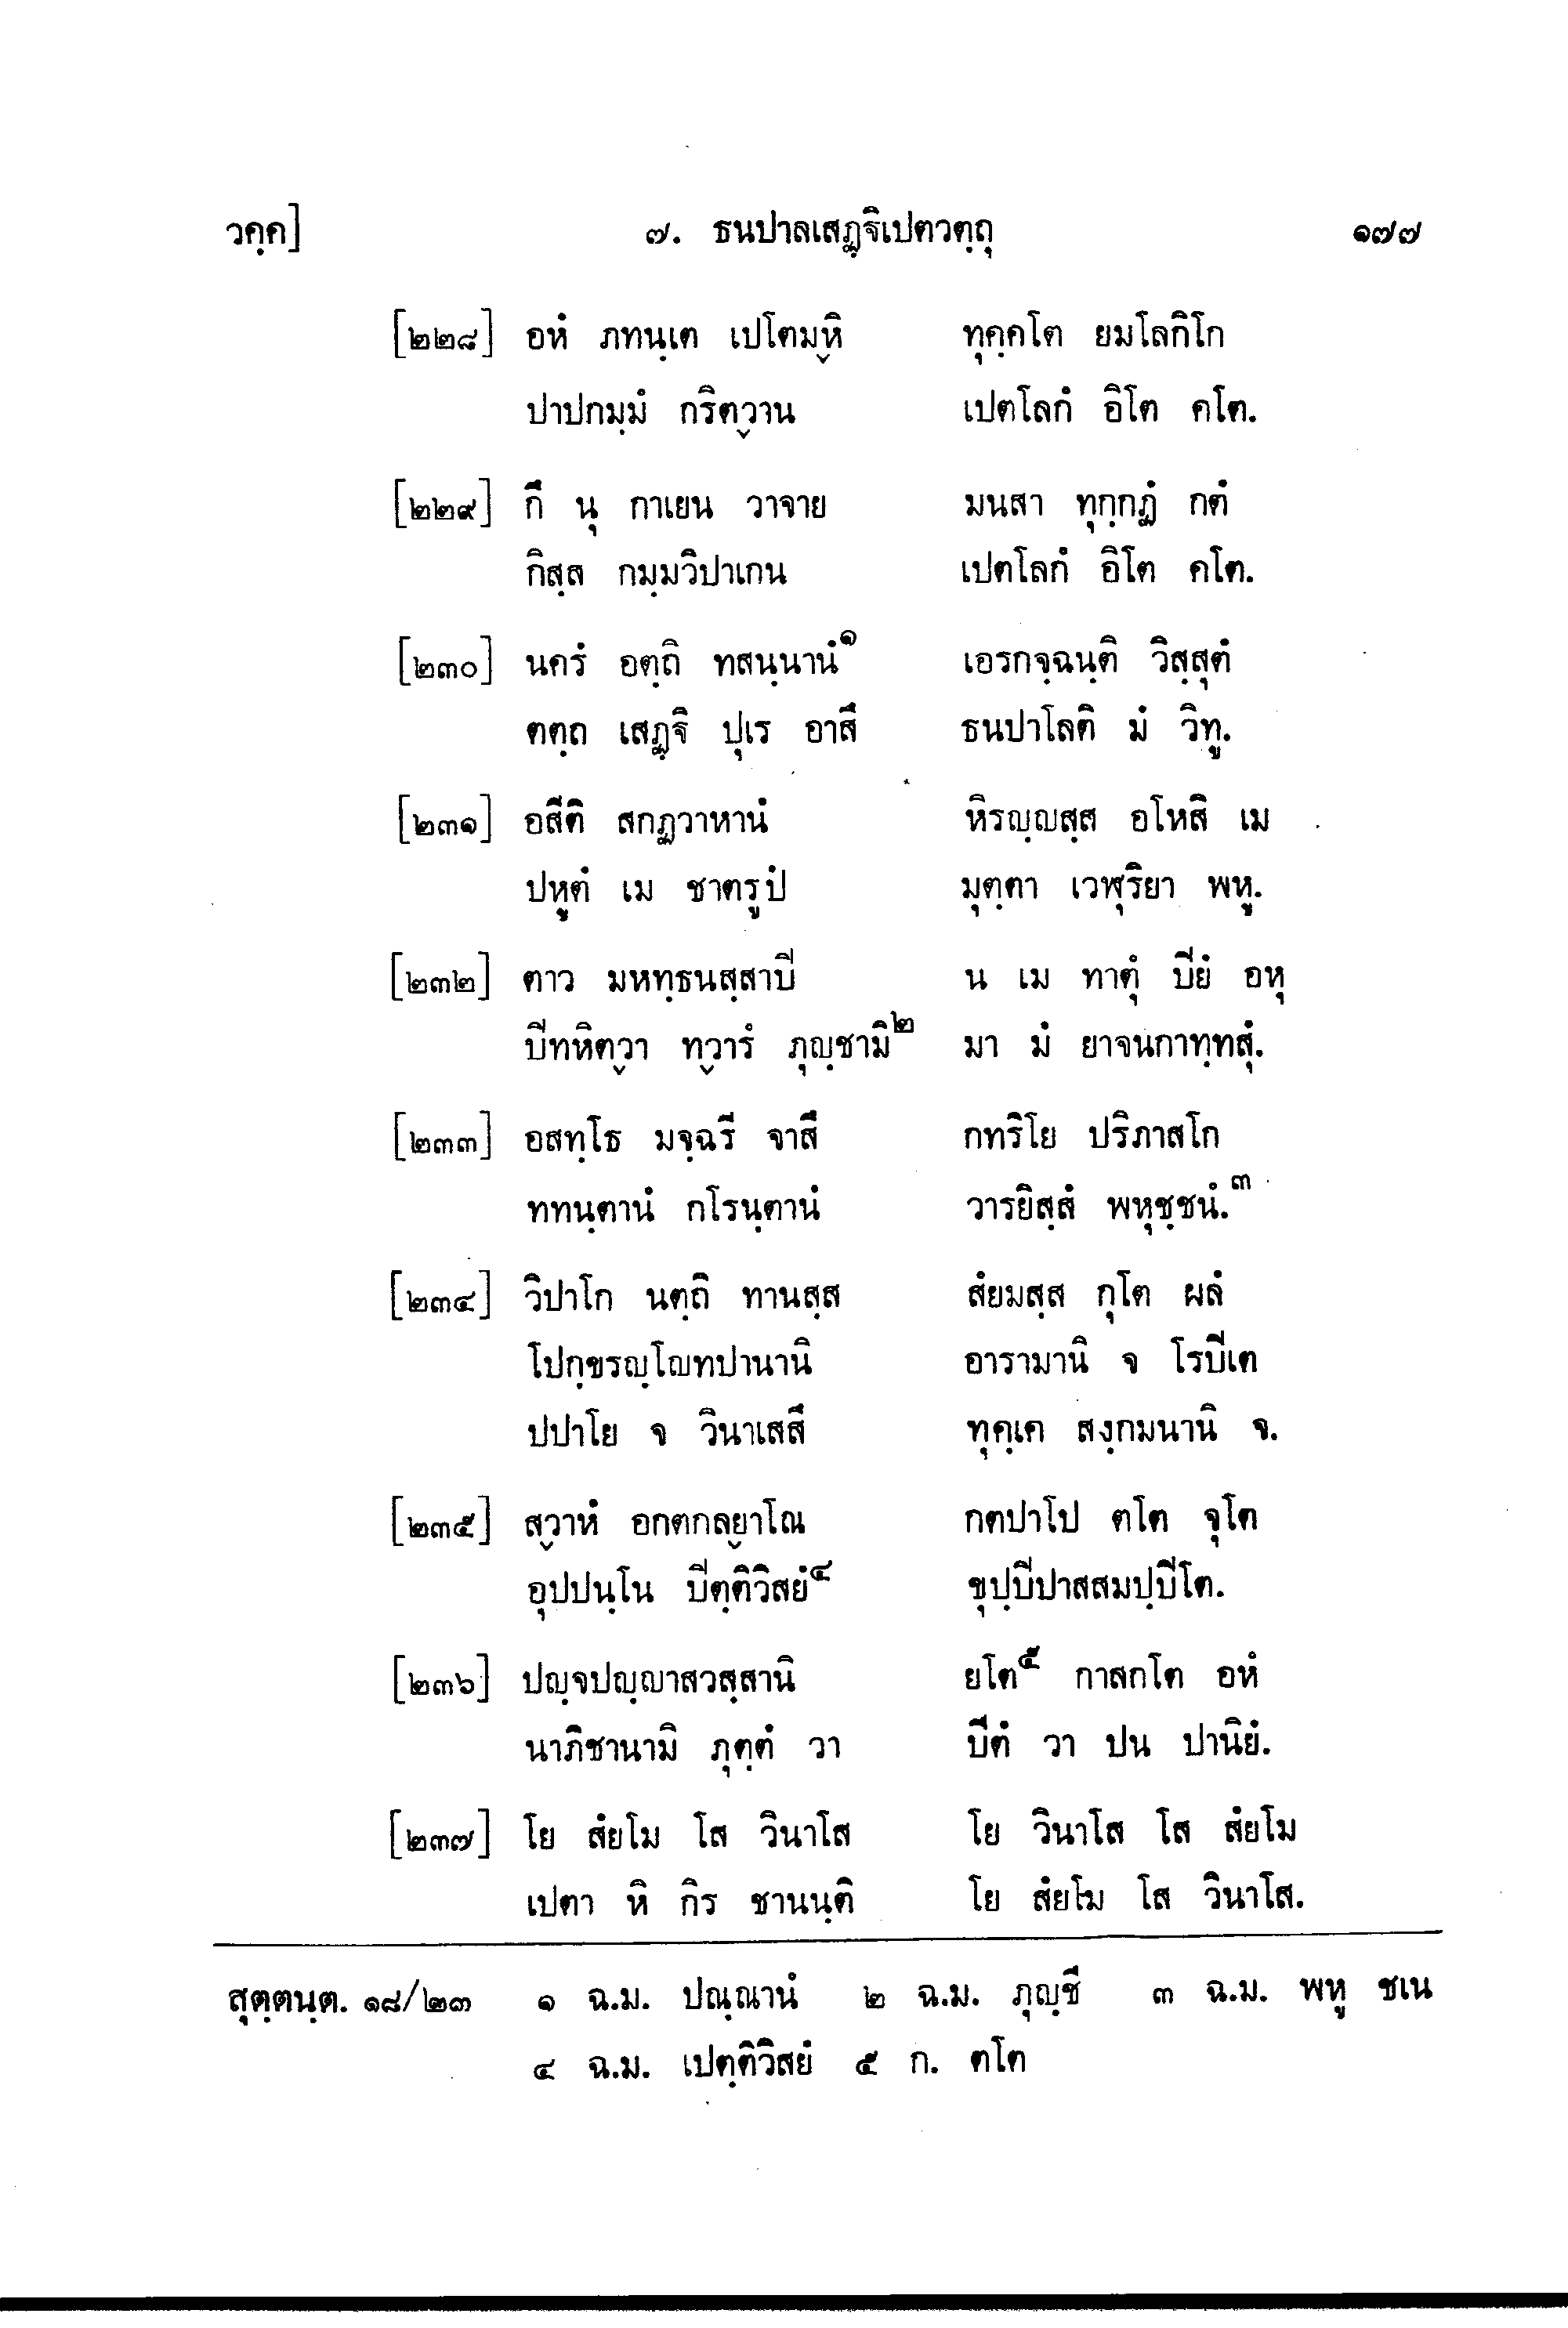 วคฺค] ๗. ธนปาลเสฏฺฐิเปตวตฺถุ ๑๗๗
[๒๒๘] อหํ ภทนฺเต เปโตมฺหิ ทุคฺคโต ยมโลกิโก
ปาปกมฺมํ กริตฺวาน เปตโลกํ อิโต คโต.
[๒๒๙] กึ นุ กาเยน วาจาย มนสา ทุกฺกฏํ กตํ
กิสฺส กมฺมวิปาเกน เปตโลกํ อิโต คโต.
[๒๓๐] นครํ อตฺถิ ทสนฺนานํ๑ เอรกจฺฉนฺติ วิสฺสุตํ
ตตฺถ เสฏฺฐิ ปุเร อาสึ ธนปาโลติ มํ วิทู.
[๒๓๑] อสีติ สกฏวาหานํ หิรญฺญสฺส อโหสิ เม
ปหูตํ เม ชาตรูปํ มุตฺตา เวฬุริยา พหู.
[๒๓๒] ตาว มหทฺธนสฺสาปิ น เม ทาตุํ ปิยํ อหุ
ปิทหิตฺวา ทฺวารํ ภุญฺชามิ๒ มา มํ ยาจนกาทฺทสุํ.
[๒๓๓] อสทฺโธ มจฺฉรี จาสึ กทริโย ปริภาสโก
ททนฺตานํ กโรนฺตานํ วารยิสฺสํ พหุชฺชนํ.๓
[๒๓๔] วิปาโก นตฺถิ ทานสฺส สํยมสฺส กุโต ผลํ
โปกฺขรญฺโญทปานานิ อารามานิ จ โรปิเต
ปปาโย จ วินาเสสึ ทุคฺเค สงฺกมนานิ จ.
[๒๓๕] สฺวาหํ อกตกลฺยาโณ กตปาโป ตโต จุโต
อุปปนฺโน ปิตฺติวิสยํ๔ ขุปฺปิปาสสมปฺปิโต.
[๒๓๖] ปญฺจปญฺญาสวสฺสานิ ยโต๕ กาลกโต อหํ
นาภิชานามิ ภุตฺตํ วา ปีตํ วา ปน ปานิยํ.
[๒๓๗] โย สํยโม โส วินาโส โย วินาโส โส สํยโม
เปตา หิ กิร ชานนฺติ โย สํยโม โส วินาโส.
สุตฺตนฺต. ๑๘/๒๓ ๑ ฉ.ม. ปณฺณานํ ๒ ฉ.ม. ภุญฺชึ ๓ ฉ.ม. พหู ชเน
๔ ฉ.ม. เปตฺติวิสยํ ๕ ก. ตโต